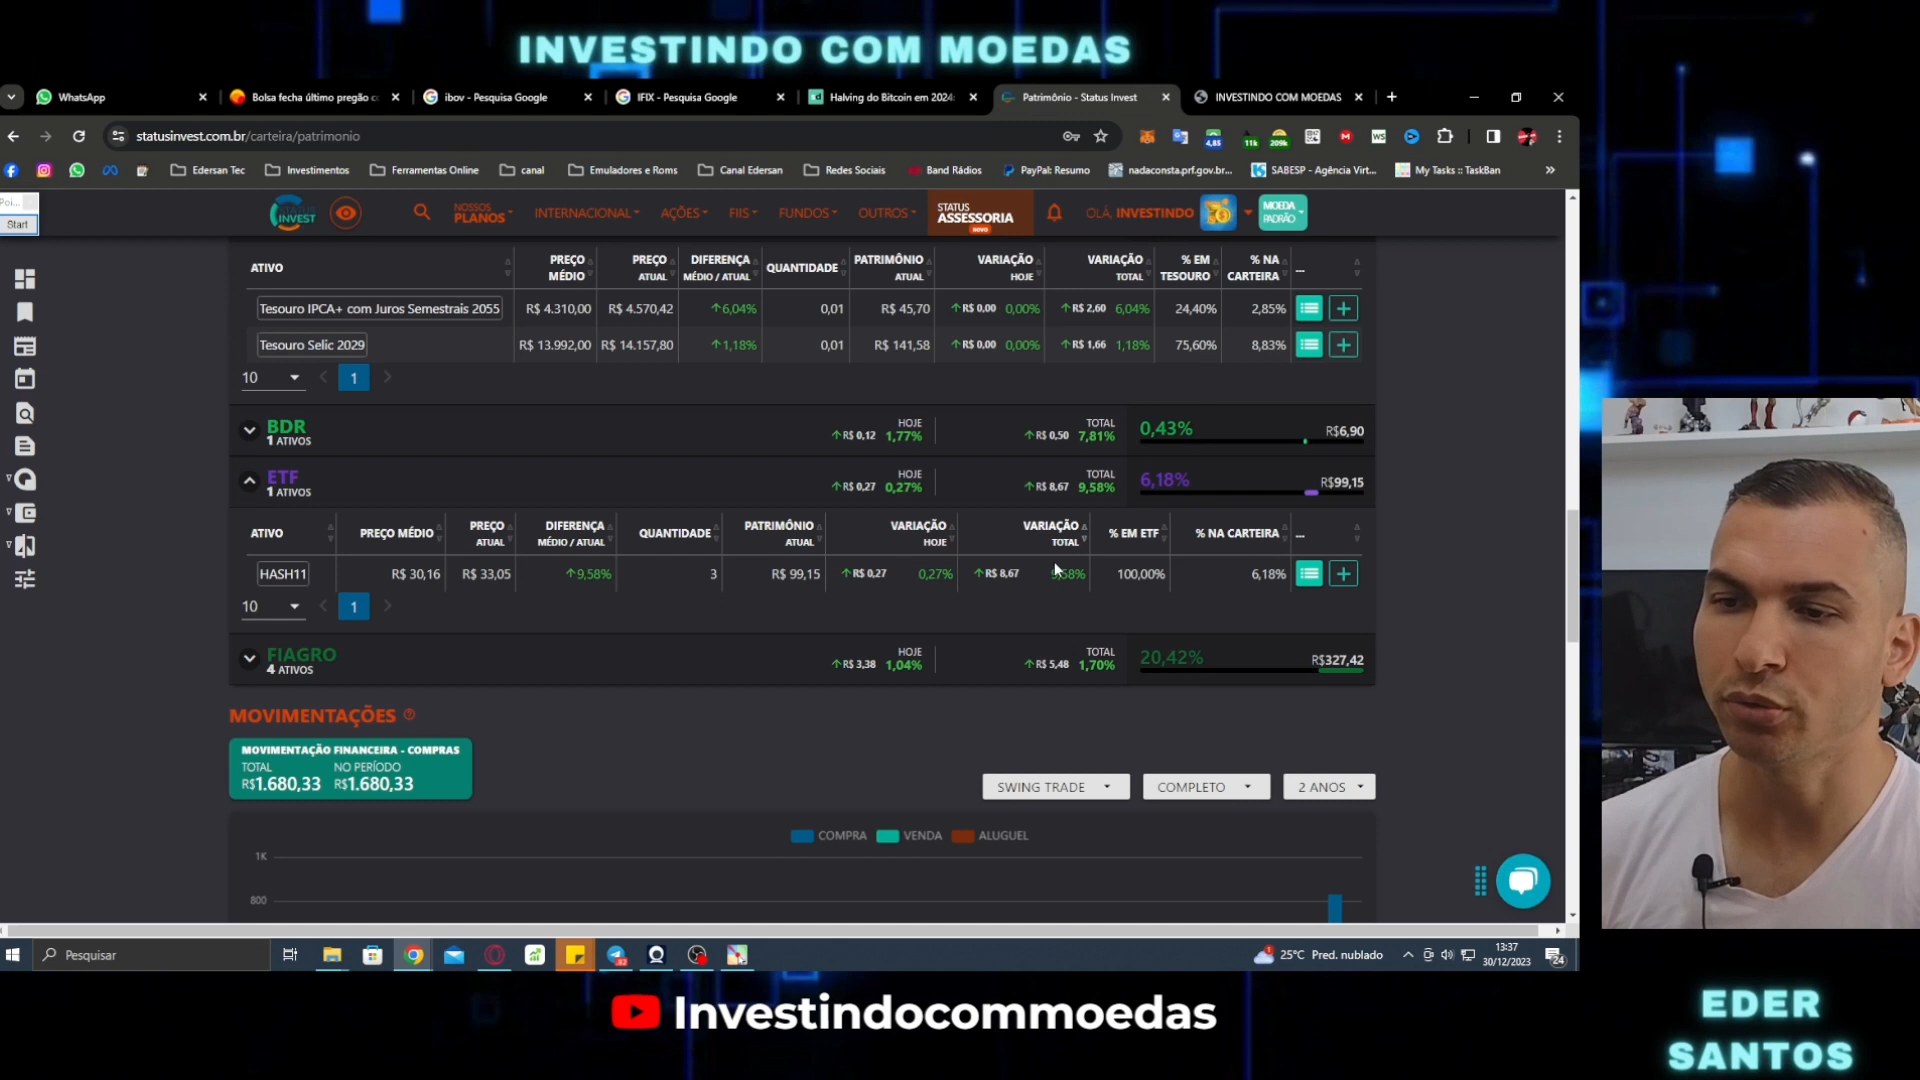 INVESTINDO COM MOEDAS
WhatsApp
Bolsa fecha último pregão c
ibov - Pesquisa Google
IFIX - Pesquisa Google
Halving do Bitcoin em 2024:
Patrimônio - Status Invest
INVESTINDO COM MOEDAS
statusinvest.com.br/carteira/patrimonio
4,85
11k
209k
WS
Edersan Tec
Investimentos
Ferramentas Online
canal
Emuladores e Roms
Canal Edersan
Redes Sociais
Band Rádios
PayPal: Resumo
nadaconsta.prf.gov.br...
SABESP - Agência Virt...
My Tasks :: TaskBan
Poi...
Start
STATUS INVEST
NOSSOS PLANOS
INTERNACIONAL
AÇÕES
FIIS
FUNDOS
OUTROS
STATUS ASSESSORIA
NOVO
OLÁ, INVESTINDO
MOEDA PADRÃO
ATIVO
PREÇO MÉDIO
PREÇO ATUAL
DIFERENÇA MÉDIO / ATUAL
QUANTIDADE
PATRIMÔNIO ATUAL
VARIAÇÃO HOJE
VARIAÇÃO TOTAL
% EM TESOURO
% NA CARTEIRA
...
Tesouro IPCA+ com Juros Semestrais 2055
R$ 4.310,00
R$ 4.570,42
6,04%
0,01
R$ 45,70
R$ 0,00
0,00%
R$ 2,60
6,04%
24,40%
2,85%
Tesouro Selic 2029
R$ 13.992,00
R$ 14.157,80
1,18%
0,01
R$ 141,58
R$ 0,00
0,00%
R$ 1,66
1,18%
75,60%
8,83%
10
1
BDR
1 ATIVOS
HOJE
R$ 0,12 1,77%
TOTAL
R$ 0,50 7,81%
0,43%
R$6,90
ETF
1 ATIVOS
HOJE
R$ 0,27 0,27%
TOTAL
R$ 8,67 9,58%
6,18%
R$99,15
ATIVO
PREÇO MÉDIO
PREÇO ATUAL
DIFERENÇA MÉDIO / ATUAL
QUANTIDADE
PATRIMÔNIO ATUAL
VARIAÇÃO HOJE
VARIAÇÃO TOTAL
% EM ETF
% NA CARTEIRA
...
HASH11
R$ 30,16
R$ 33,05
9,58%
3
R$ 99,15
R$ 0,27
0,27%
R$ 8,67
9,58%
100,00%
6,18%
10
1
FIAGRO
4 ATIVOS
HOJE
R$ 3,38 1,04%
TOTAL
R$ 5,48 1,70%
20,42%
R$327,42
MOVIMENTAÇÕES
MOVIMENTAÇÃO FINANCEIRA - COMPRAS
TOTAL
R$1.680,33
NO PERÍODO
R$1.680,33
SWING TRADE
COMPLETO
2 ANOS
COMPRA
VENDA
ALUGUEL
1K
800
Pesquisar
25°C Pred. nublado
13:37
30/12/2023
24
Investindocommoedas
EDER
SANTOS